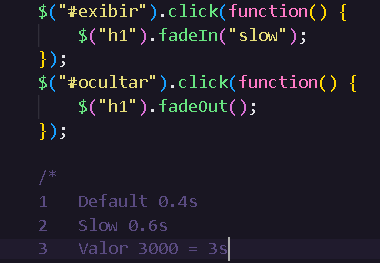 $("#exibir").click(function() {
$("h1").fadeIn("slow");
});
$("#ocultar").click(function() {
$("h1").fadeOut();
});
/*
1 Default 0.4s
2 Slow 0.6s
3 Valor 3000 = 3s